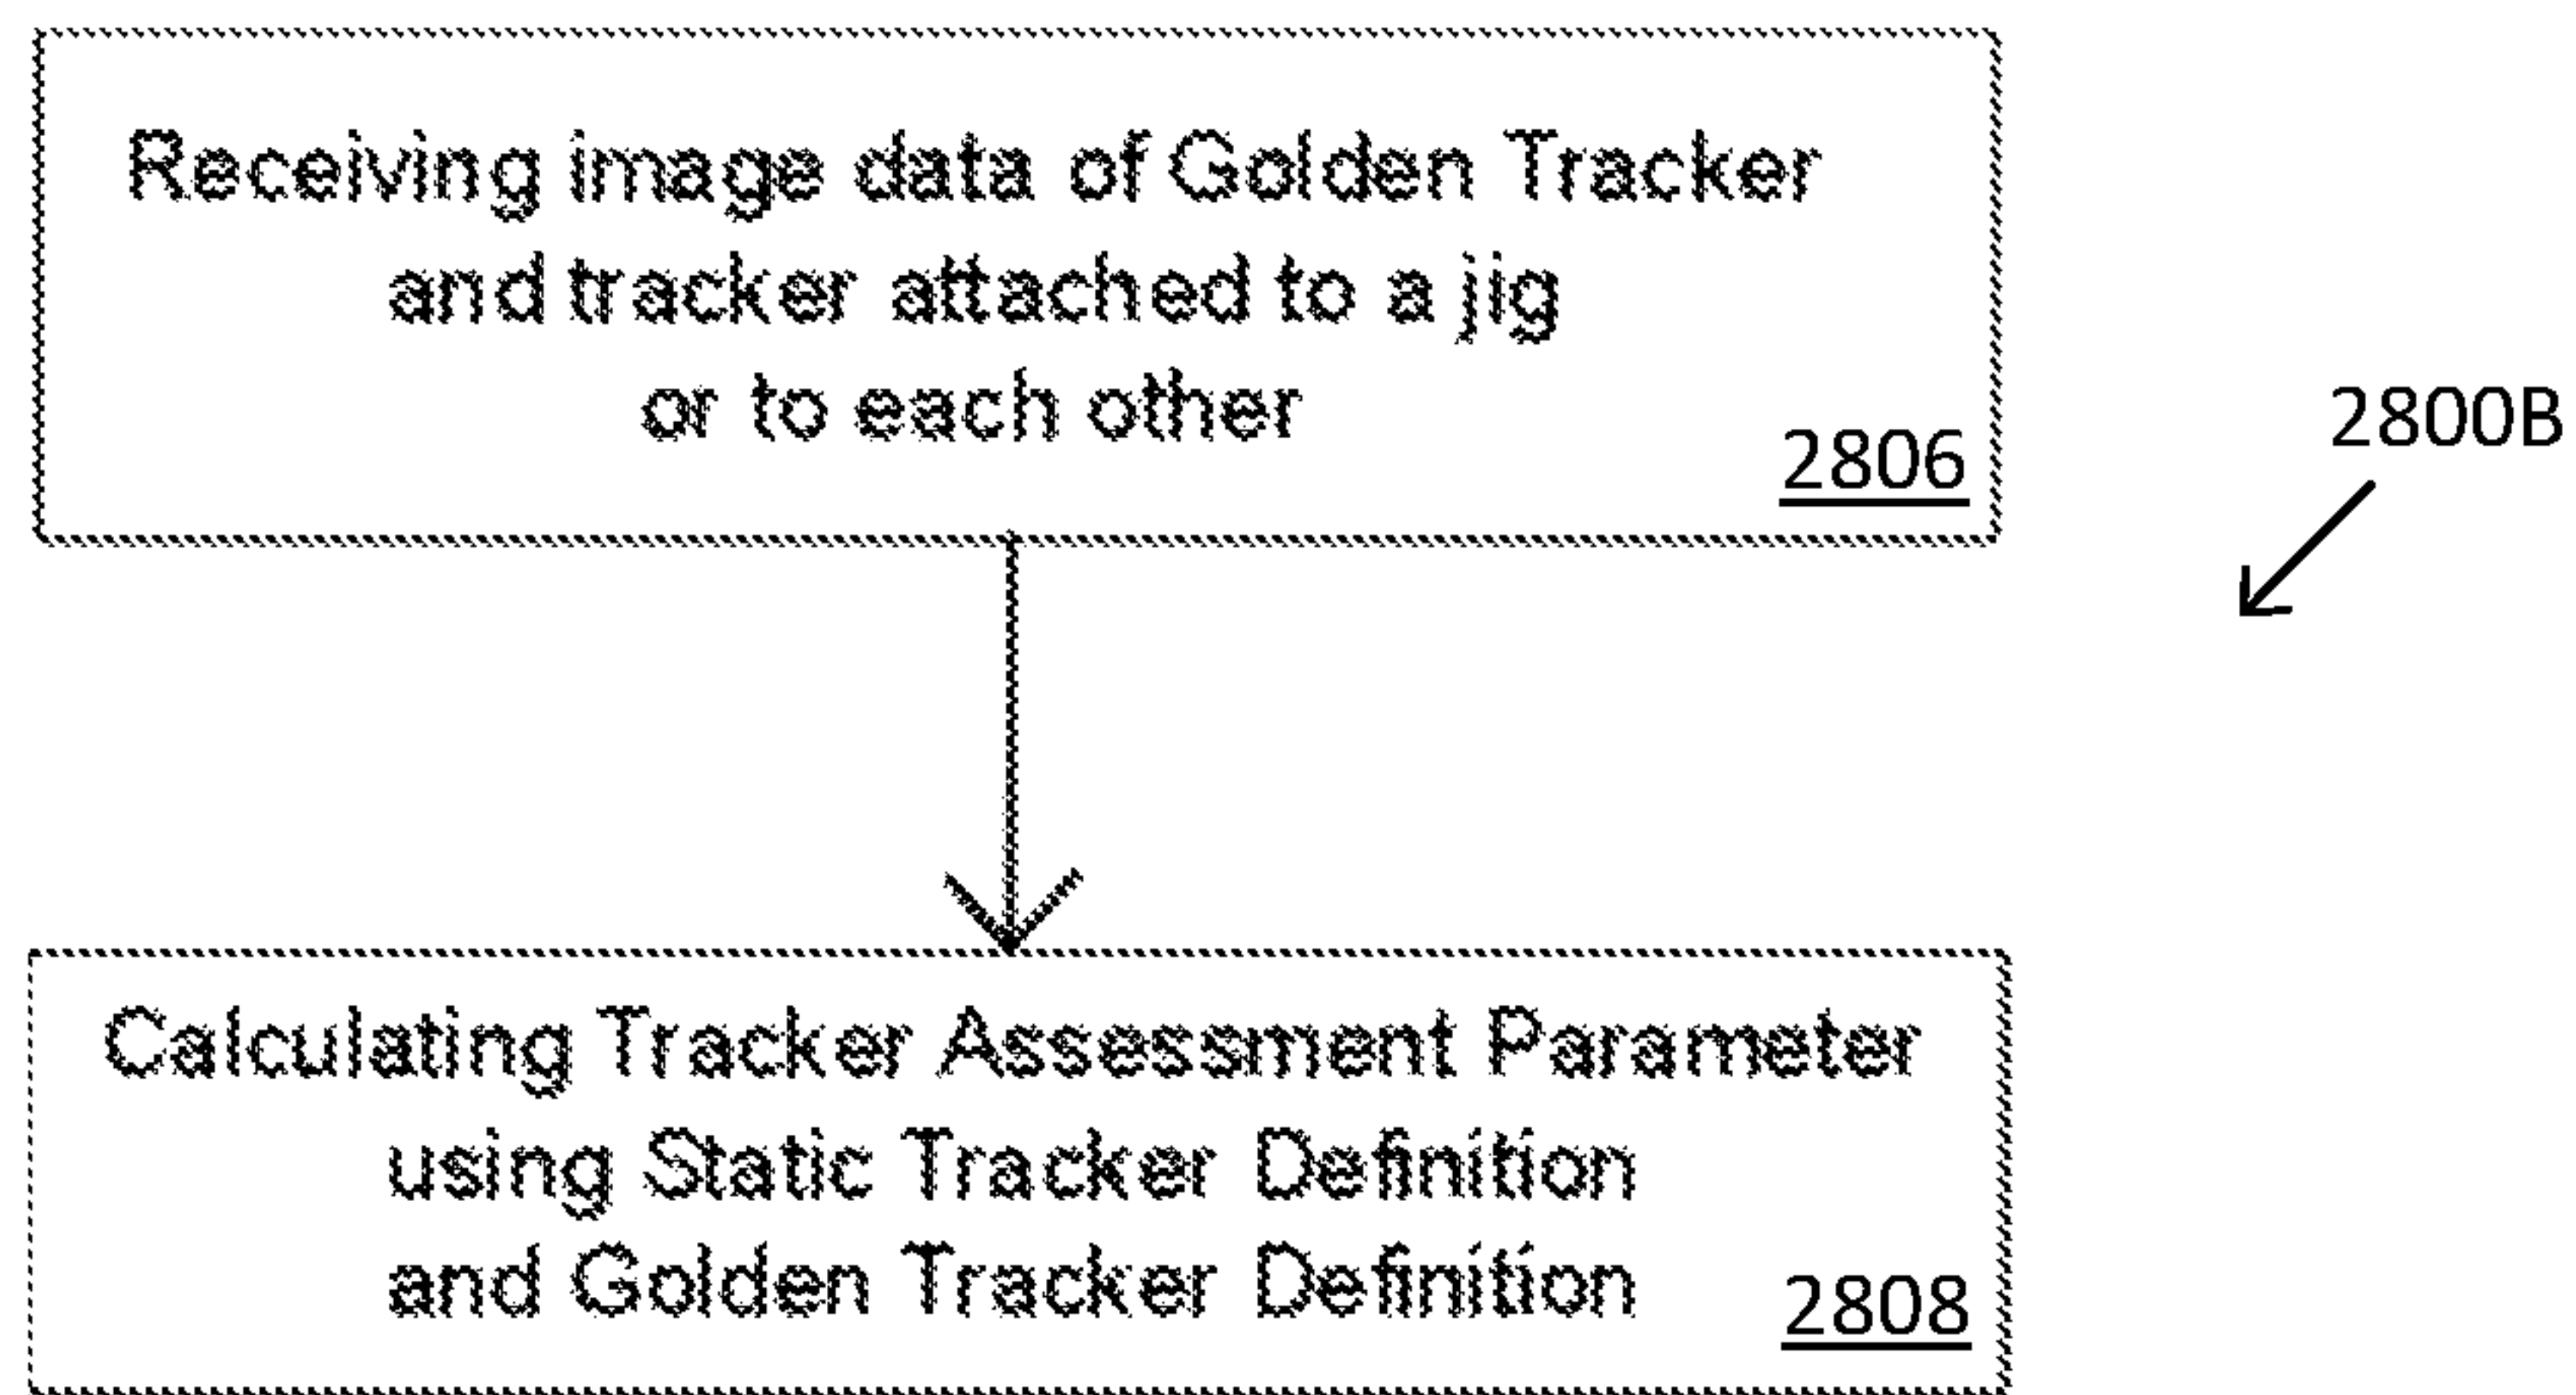 Receiving image data of Golden Tracker
and tracker attached to a jig
or to each other
2806
2800B
Calculating Tracker Assessment Parameter
using Static Tracker Definition
and Golden Tracker Definition
2808